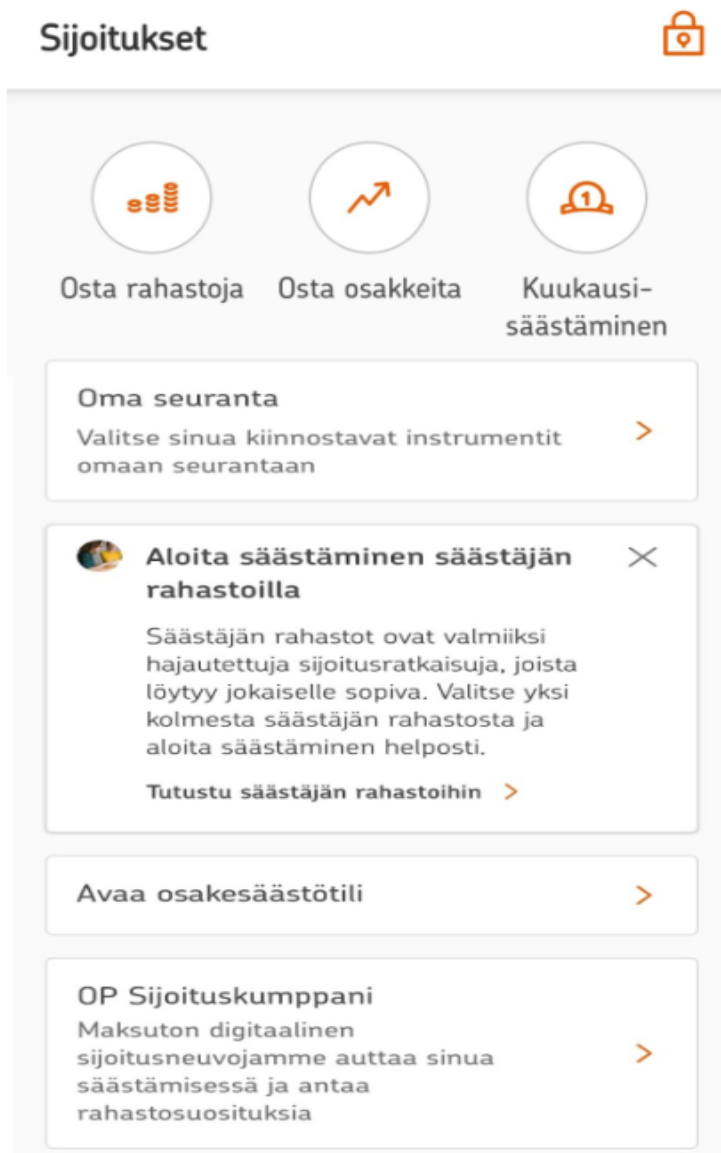 Sijoitukset
1
Osta rahastoja
Osta osakkeita
Kuukausi-
säästäminen
Oma seuranta
Valitse sinua kiinnostavat instrumentit
omaan seurantaan
Aloita säästäminen säästäjän
rahastoilla
Säästäjän rahastot ovat valmiiksi
hajautettuja sijoitusratkaisuja, joista
löytyy jokaiselle sopiva. Valitse yksi
kolmesta säästäjän rahastosta ja
aloita säästäminen helposti.
Tutustu säästäjän rahastoihin
Avaa osakesäästötili
OP Sijoituskumppani
Maksuton digitaalinen
sijoitusneuvojamme auttaa sinua
säästämisessä ja antaa
rahastosuosituksia